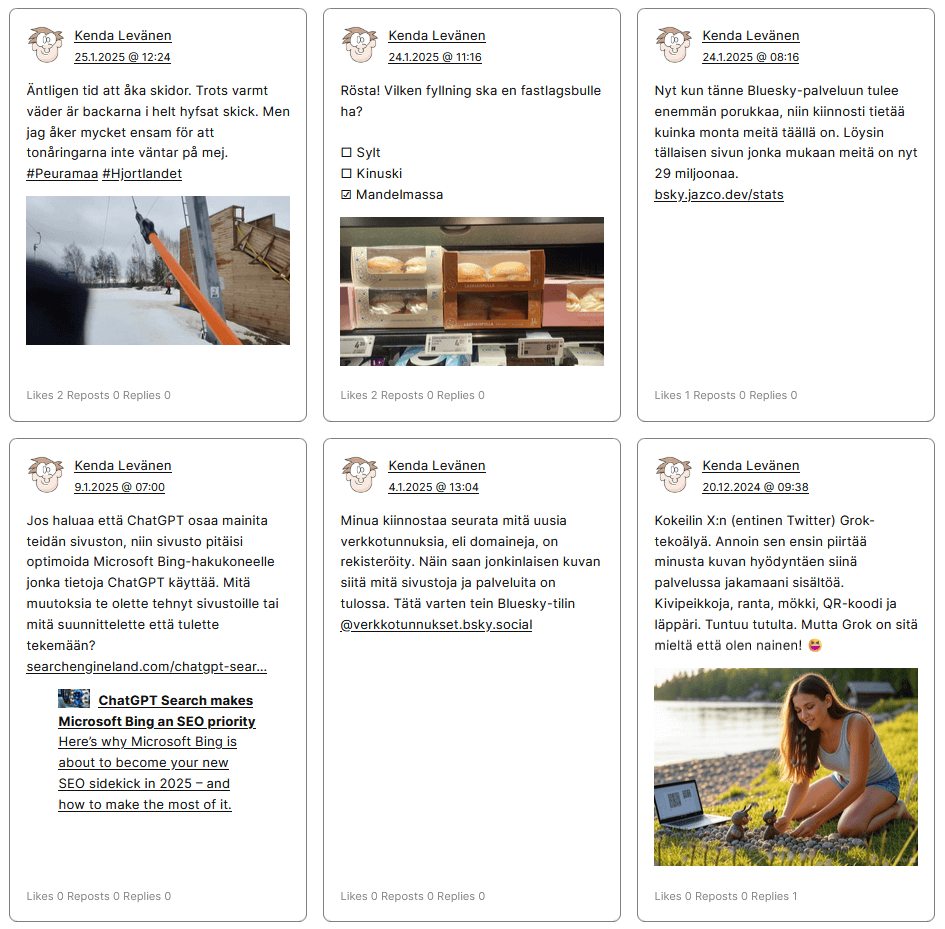 Kenda Levänen
25.1.2025 @ 12:24
Äntligen tid att åka skidor. Trots varmt
väder är backarna i helt hyfsat skick. Men
jag åker mycket ensam för att
tonåringarna inte väntar på mej.
#Peuramaa #Hjortlandet
Likes 2 Reposts 0 Replies 0
Kenda Levänen
24.1.2025 @ 11:16
Rösta! Vilken fyllning ska en fastlagsbulle
ha?
☐ Sylt
☐ Kinuski
☑ Mandelmassa
Likes 2 Reposts 0 Replies 0
Kenda Levänen
24.1.2025 @ 08:16
Nyt kun tänne Bluesky-palveluun tulee
enemmän porukkaa, niin kiinnosti tietää
kuinka monta meitä täällä on. Löysin
tällaisen sivun jonka mukaan meitä on nyt
29 miljoonaa.
bsky.jazco.dev/stats
Likes 1 Reposts 0 Replies 0
Kenda Levänen
9.1.2025 @ 07:00
Jos haluaa että ChatGPT osaa mainita
teidän sivuston, niin sivusto pitäisi
optimoida Microsoft Bing-hakukoneelle
jonka tietoja ChatGPT käyttää. Mitä
muutoksia te olette tehnyt sivustoille tai
mitä suunnittelette että tulette
tekemään?
searchengineland.com/chatgpt-sear...
ChatGPT Search makes
Microsoft Bing an SEO priority
Here’s why Microsoft Bing is
about to become your new
SEO sidekick in 2025 – and
how to make the most of it.
Likes 0 Reposts 0 Replies 0
Kenda Levänen
4.1.2025 @ 13:04
Minua kiinnostaa seurata mitä uusia
verkkotunnuksia, eli domaineja, on
rekisteröity. Näin saan jonkinlaisen kuvan
siitä mitä sivustoja ja palveluita on
tulossa. Tätä varten tein Bluesky-tilin
@verkkotunnukset.bsky.social
Likes 0 Reposts 0 Replies 0
Kenda Levänen
20.12.2024 @ 09:38
Kokeilin X:n (entinen Twitter) Grok-
tekoälyä. Annoin sen ensin piirtää
minusta kuvan hyödyntäen siinä
palvelussa jakamaani sisältöä.
Kivipeikkoja, ranta, mökki, QR-koodi ja
läppäri. Tuntuu tutulta. Mutta Grok on sitä
mieltä että olen nainen! 😝
Likes 0 Reposts 0 Replies 1